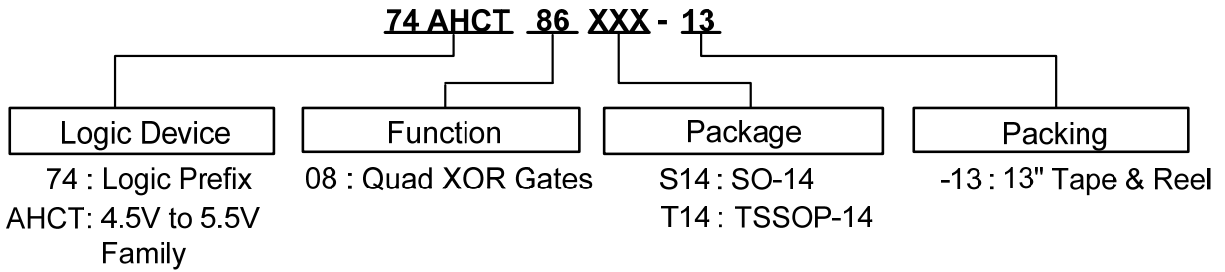 74 AHCT 86 XXX - 13
Logic Device
Function
Package
Packing
74 : Logic Prefix
08 : Quad XOR Gates
S14 : SO-14
-13 : 13" Tape & Reel
AHCT: 4.5V to 5.5V
T14 : TSSOP-14
Family